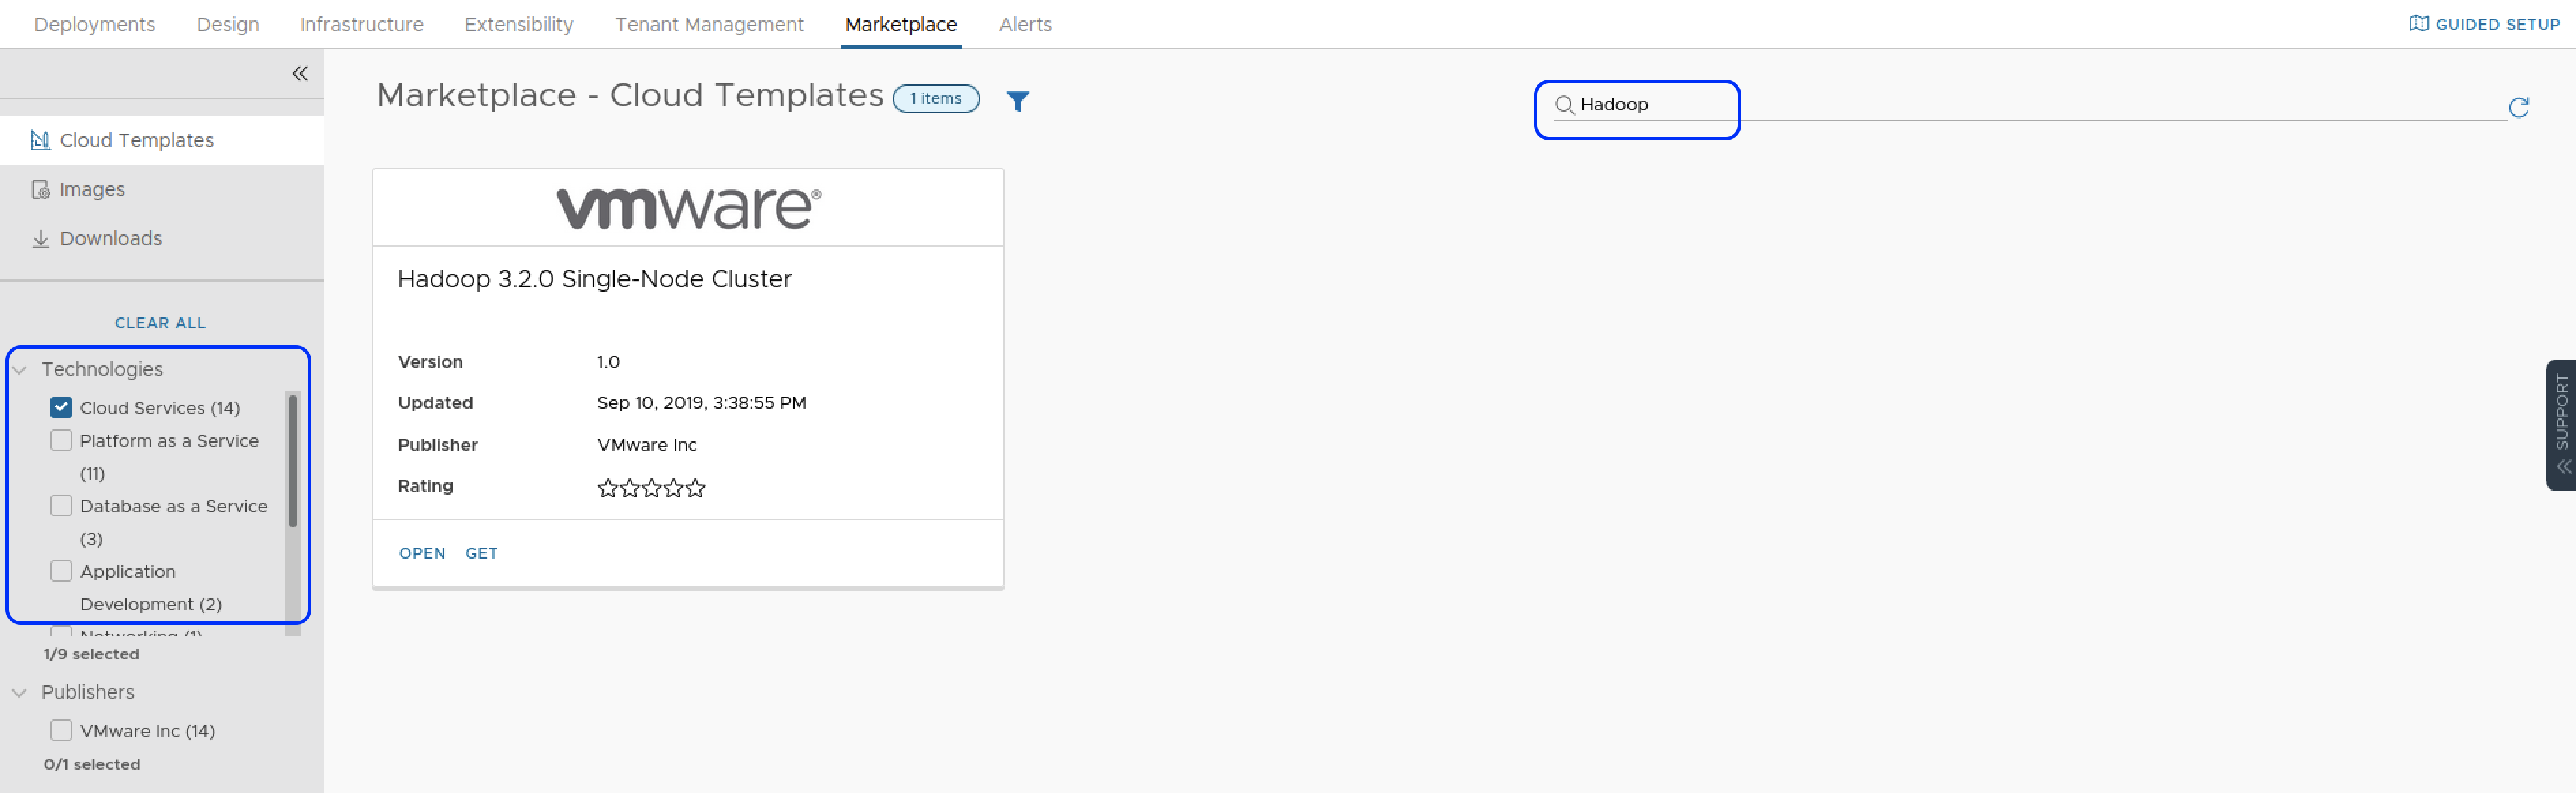 Deployments Design Infrastructure Extensibility Tenant Management Marketplace Alerts GUIDED SETUP
Cloud Templates
Images
Downloads
CLEAR ALL
Technologies
Cloud Services (14)
Platform as a Service
(11)
Database as a Service
(3)
Application
Development (2)
Networking (1)
1/9 selected
Publishers
VMware Inc (14)
0/1 selected
Marketplace - Cloud Templates 1 items
Hadoop
vmware®
Hadoop 3.2.0 Single-Node Cluster
Version 1.0
Updated Sep 10, 2019, 3:38:55 PM
Publisher VMware Inc
Rating
OPEN GET
SUPPORT